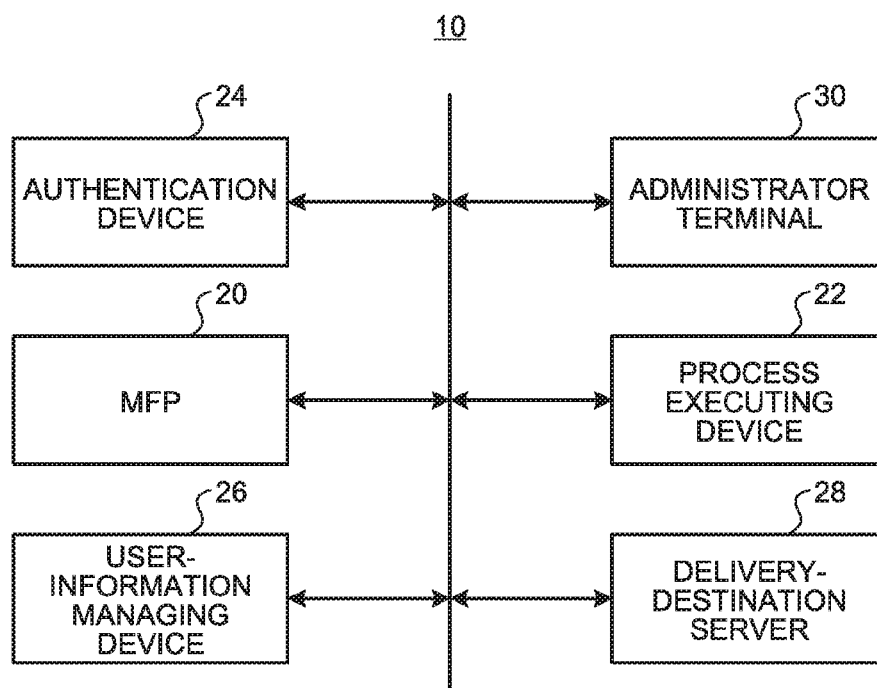 10
24
AUTHENTICATION
DEVICE
30
ADMINISTRATOR
TERMINAL
20
MFP
22
PROCESS
EXECUTING
DEVICE
26
USER-
INFORMATION
MANAGING
DEVICE
28
DELIVERY-
DESTINATION
SERVER